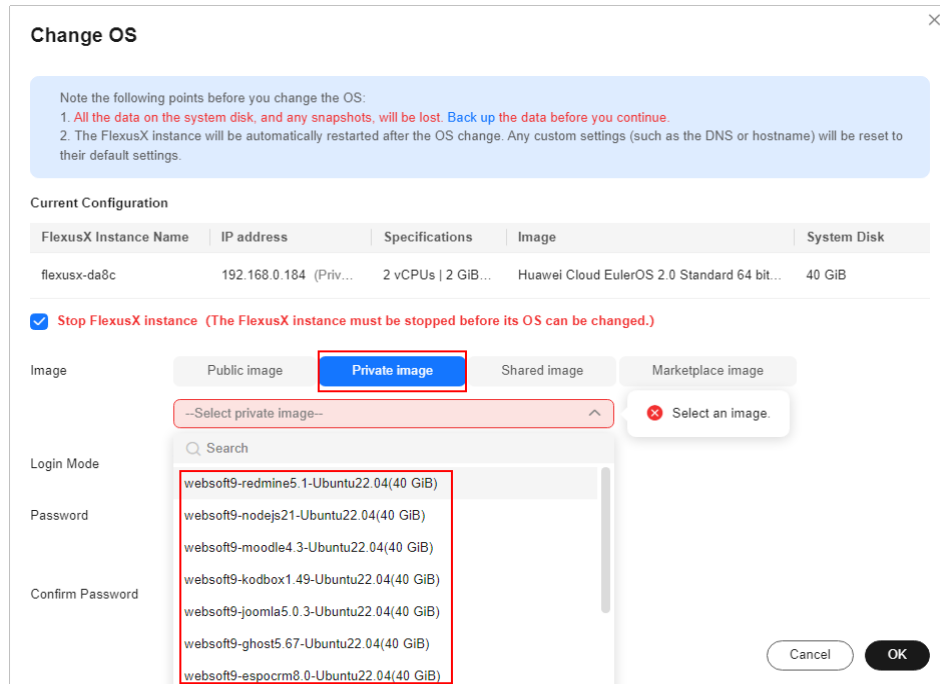 Change OS
Note the following points before you change the OS:
1. All the data on the system disk, and any snapshots, will be lost. Back up the data before you continue.
2. The FlexusX instance will be automatically restarted after the OS change. Any custom settings (such as the DNS or hostname) will be reset to
their default settings.
Current Configuration
FlexusX Instance Name IP address Specifications Image System Disk
flexusx-da8c 192.168.0.184 (Priv... 2 vCPUs | 2 GiB... Huawei Cloud EulerOS 2.0 Standard 64 bit... 40 GiB
Stop FlexusX instance (The FlexusX instance must be stopped before its OS can be changed.)
Image Public image Private image Shared image Marketplace image
--Select private image-- Select an image.
Search
Login Mode
websoft9-redmine5.1-Ubuntu22.04(40 GiB)
Password websoft9-nodejs21-Ubuntu22.04(40 GiB)
websoft9-moodle4.3-Ubuntu22.04(40 GiB)
websoft9-kodbox1.49-Ubuntu22.04(40 GiB)
Confirm Password
websoft9-joomla5.0.3-Ubuntu22.04(40 GiB)
websoft9-ghost5.67-Ubuntu22.04(40 GiB)
Cancel OK
websoft9-espocrm8.0-Ubuntu22.04(40 GiB)